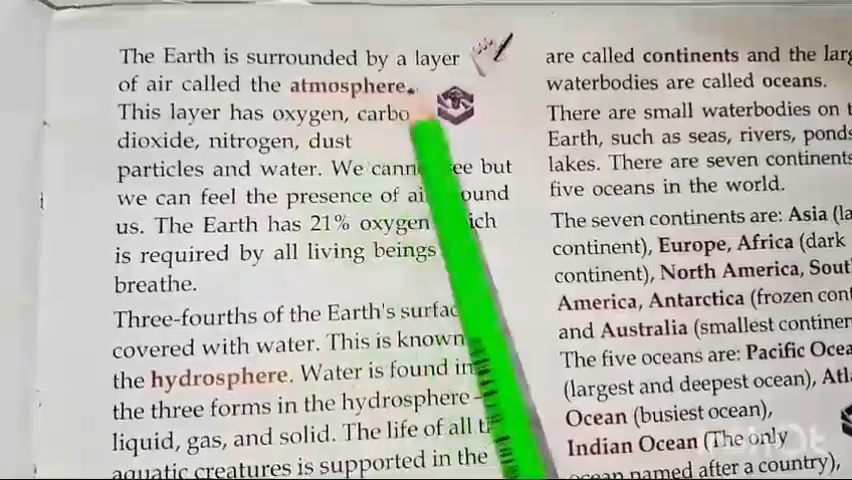 The Earth is surrounded by a layer
of air called the atmosphere.
This layer has oxygen, carbo
dioxide, nitrogen, dust
particles and water. We cann ee but
we can feel the presence of ai ound
us. The Earth has 21% oxygen ich
is required by all living beings
breathe.
Three-fourths of the Earth's surfac
covered with water. This is known
the hydrosphere. Water is found in
the three forms in the hydrosphere –
liquid, gas, and solid. The life of all t
aquatic creatures is supported in the
are called continents and the larg
waterbodies are called oceans.
There are small waterbodies on t
Earth, such as seas, rivers, ponds
lakes. There are seven continents
five oceans in the world.
The seven continents are: Asia (la
continent), Europe, Africa (dark
continent), North America, Sout
America, Antarctica (frozen cont
and Australia (smallest continen
The five oceans are: Pacific Ocea
(largest and deepest ocean), Atla
Ocean (busiest ocean),
Indian Ocean (The only
ocean named after a country),